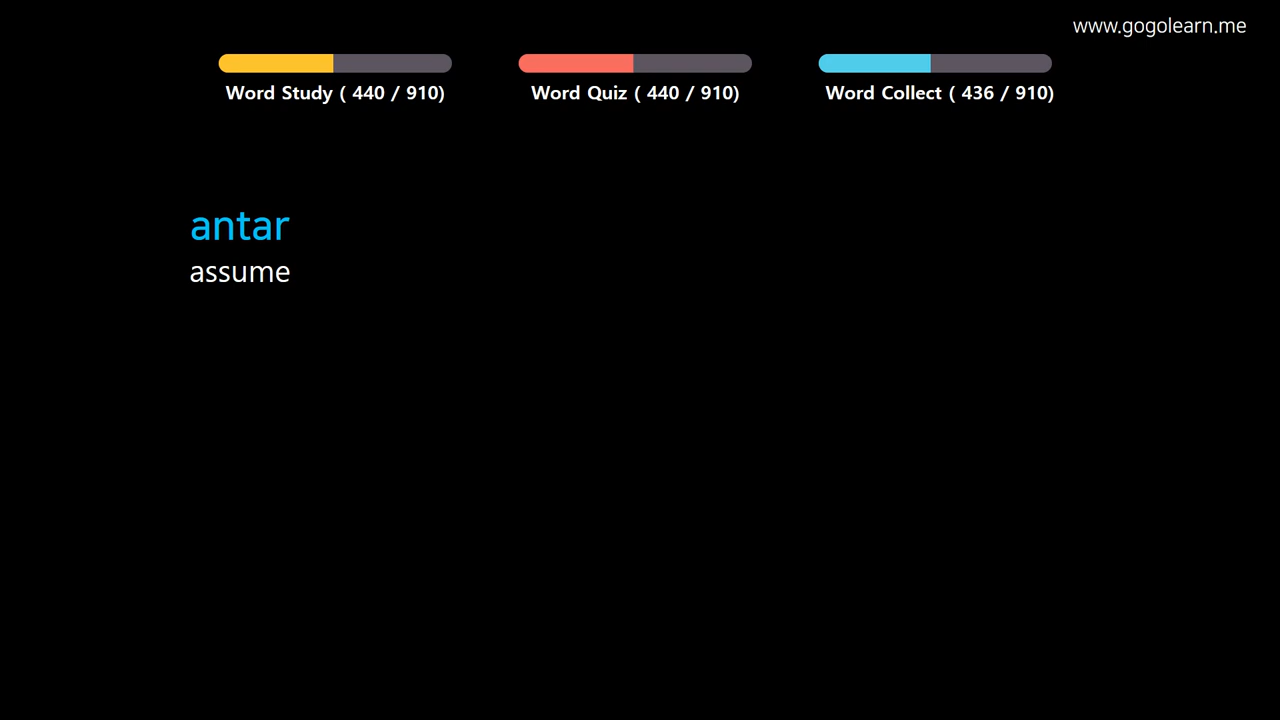 www.gogolearn.me
Word Study ( 440 / 910)
Word Quiz ( 440 / 910)
Word Collect ( 436 / 910)
antar
assume